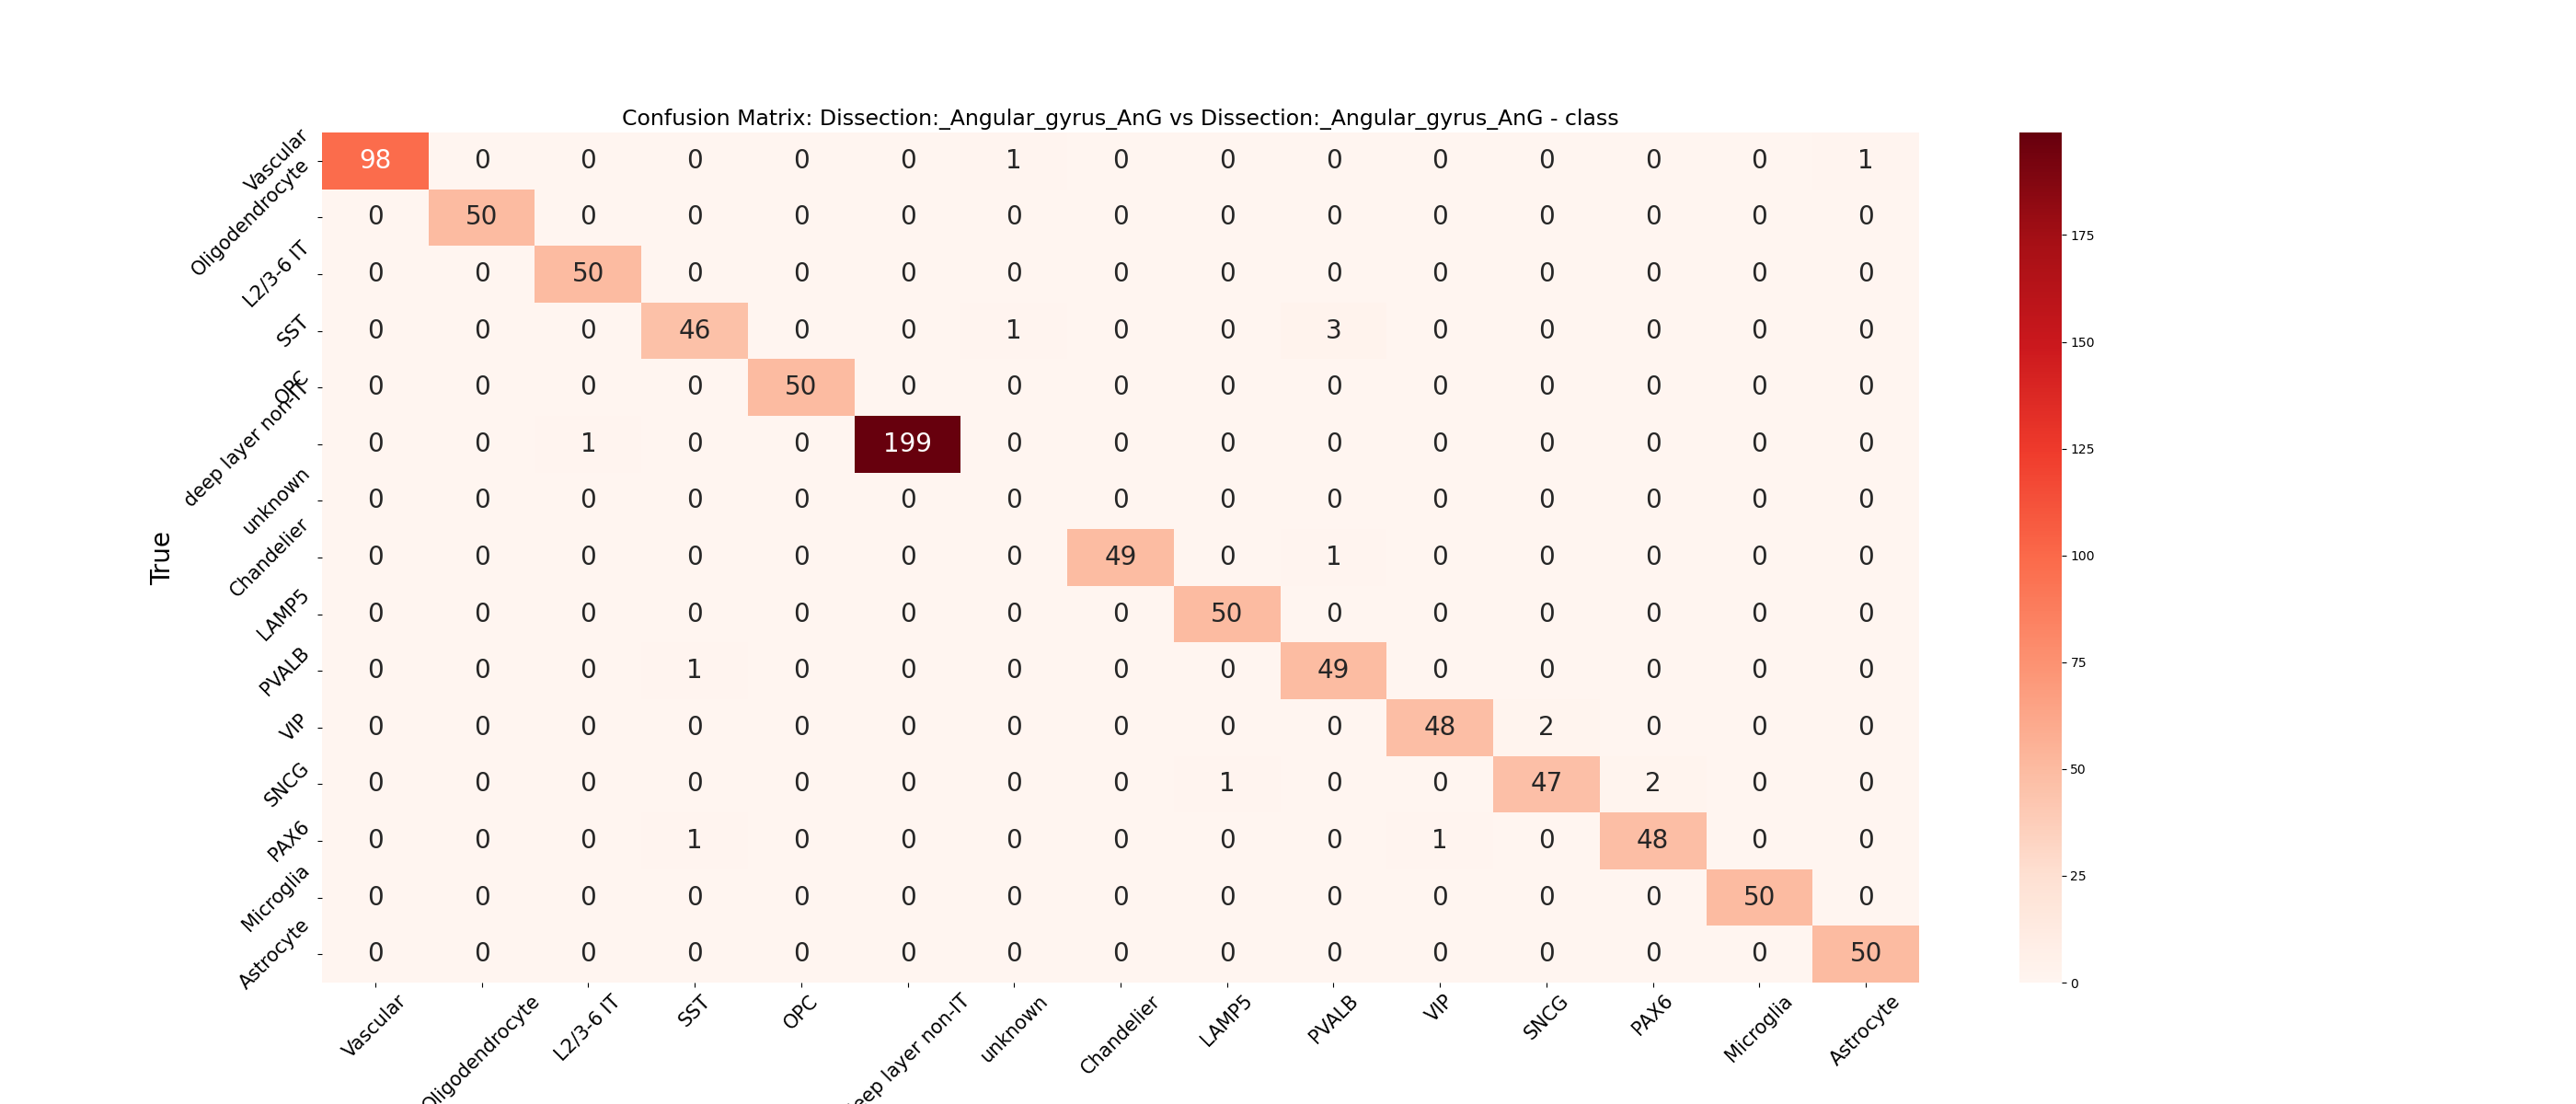 Confusion Matrix: Dissection:_Angular_gyrus_AnG vs Dissection:_Angular_gyrus_AnG - class
Vascular 98 0 0 0 0 0 1 0 0 0 0 0 0 0 1
Oligodendrocyte 0 50 0 0 0 0 0 0 0 0 0 0 0 0 0
L2/3-6 IT 0 0 50 0 0 0 0 0 0 0 0 0 0 0 0
SST 0 0 0 46 0 0 1 0 0 3 0 0 0 0 0
OPC 0 0 0 0 50 0 0 0 0 0 0 0 0 0 0
deep layer non-IT 0 0 1 0 0 199 0 0 0 0 0 0 0 0 0
unknown 0 0 0 0 0 0 0 0 0 0 0 0 0 0 0
Chandelier 0 0 0 0 0 0 0 49 0 1 0 0 0 0 0
LAMP5 0 0 0 0 0 0 0 0 50 0 0 0 0 0 0
PVALB 0 0 0 1 0 0 0 0 0 49 0 0 0 0 0
VIP 0 0 0 0 0 0 0 0 0 0 48 2 0 0 0
SNCG 0 0 0 0 0 0 0 0 1 0 0 47 2 0 0
PAX6 0 0 0 1 0 0 0 0 0 0 1 0 48 0 0
Microglia 0 0 0 0 0 0 0 0 0 0 0 0 0 50 0
Astrocyte 0 0 0 0 0 0 0 0 0 0 0 0 0 0 50
True
Vascular
Oligodendrocyte
L2/3-6 IT
SST
OPC
eep layer non-IT
unknown
Chandelier
LAMP5
PVALB
VIP
SNCG
PAX6
Microglia
Astrocyte
175
150
125
100
75
50
25
0